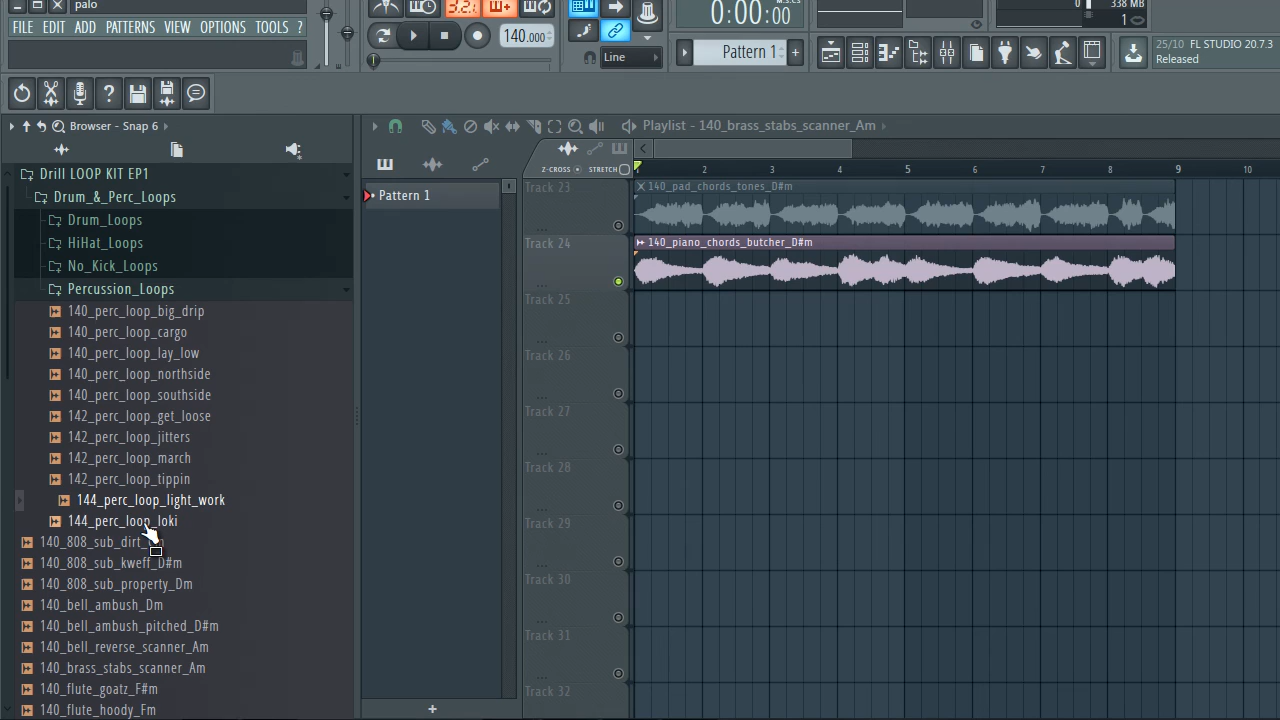 palo
FILE EDIT ADD PATTERNS VIEW OPTIONS TOOLS ?
3.2.
140.000
0:00:00
M:S:CS
Line
Pattern 1
+
0
338 MB
1
25/10 FL STUDIO 20.7.3
Released
Browser - Snap 6
Playlist - 140_brass_stabs_scanner_Am
Z-CROSS STRETCH
2 3 4 5 6 7 8 9 10
Drill LOOP KIT EP1
Drum_&_Perc_Loops
Drum_Loops
HiHat_Loops
No_Kick_Loops
Percussion_Loops
140_perc_loop_big_drip
140_perc_loop_cargo
140_perc_loop_lay_low
140_perc_loop_northside
140_perc_loop_southside
142_perc_loop_get_loose
142_perc_loop_jitters
142_perc_loop_march
142_perc_loop_tippin
144_perc_loop_light_work
144_perc_loop_loki
140_808_sub_dirt
140_808_sub_kweff_D#m
140_808_sub_property_Dm
140_bell_ambush_Dm
140_bell_ambush_pitched_D#m
140_bell_reverse_scanner_Am
140_brass_stabs_scanner_Am
140_flute_goatz_F#m
140_flute_hoody_Fm
Pattern 1
+
Track 23
140_pad_chords_tones_D#m
Track 24
140_piano_chords_butcher_D#m
Track 25
Track 26
Track 27
Track 28
Track 29
Track 30
Track 31
Track 32